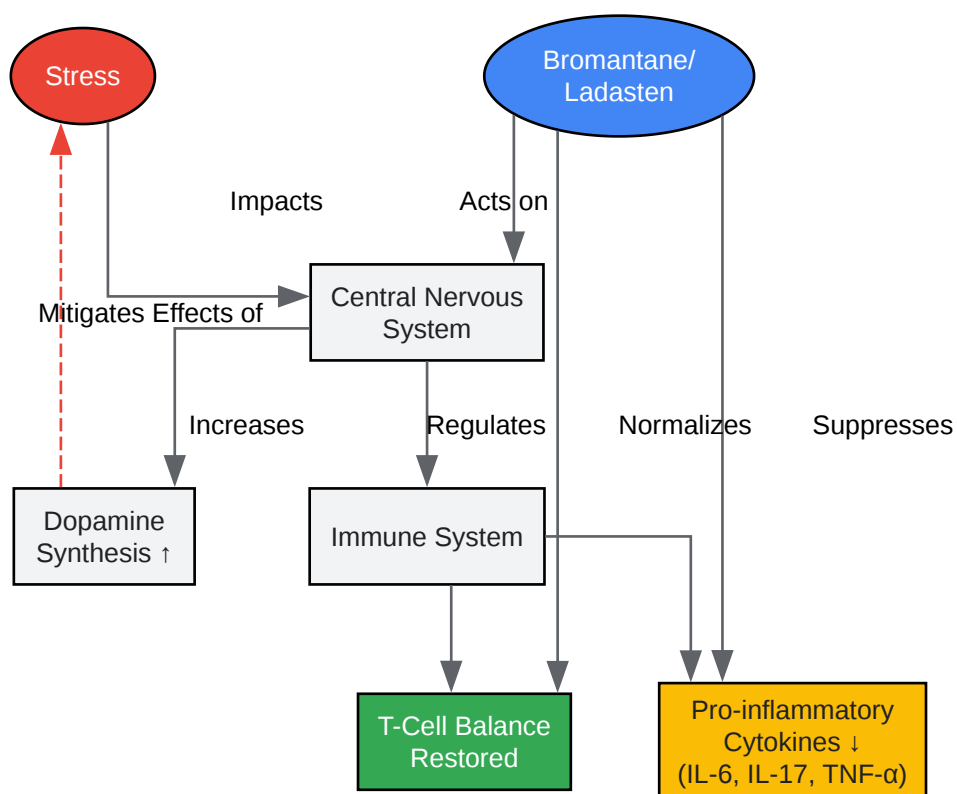 Stress
Bromantane/
Ladasten
Impacts
Acts on
Central Nervous
System
Mitigates Effects of
Increases
Regulates
Normalizes
Suppresses
Dopamine
Synthesis ↑
Immune System
T-Cell Balance
Restored
Pro-inflammatory
Cytokines ↓
(IL-6, IL-17, TNF-α)